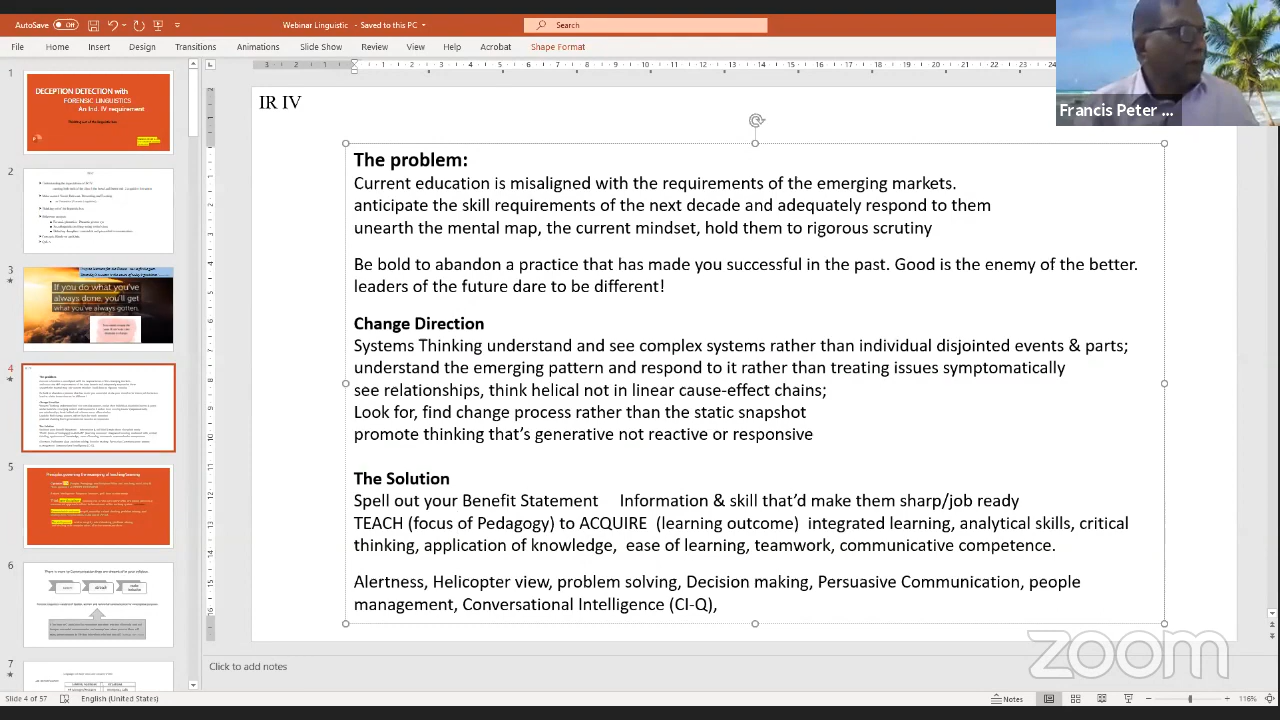 AutoSave Off Webinar Linguistic - Saved to this PC Search
File Home Insert Design Transitions Animations Slide Show Review View Help Acrobat Shape Format
Francis Peter ...
1
DECEPTION DETECTION with
FORENSIC LINGUISTICS
An Ind. IV requirement
2
3
If you do what you've
always done, you'll get
what you've always gotten.
4
5
6
7
IR IV
The problem:
Current education is misaligned with the requirements of the emerging markets.
anticipate the skill requirements of the next decade and adequately respond to them
unearth the mental map, the current mindset, hold them to rigorous scrutiny
Be bold to abandon a practice that has made you successful in the past. Good is the enemy of the better.
leaders of the future dare to be different!
Change Direction
Systems Thinking understand and see complex systems rather than individual disjointed events & parts;
understand the emerging pattern and respond to it rather than treating issues symptomatically
see relationships, think helical not in linear cause-effect chains,
Look for, find change process rather than the static snapshot
promote thinking that's generative not reactive or responsive
The Solution
Spell out your Benefit Statement Information & skill that'd make them sharp/job ready
TEACH (focus of Pedagogy) to ACQUIRE (learning outcome) integrated learning, analytical skills, critical
thinking, application of knowledge, ease of learning, teamwork, communicative competence.
Alertness, Helicopter view, problem solving, Decision making, Persuasive Communication, people
management, Conversational Intelligence (CI-Q),
zoom
Click to add notes
Slide 4 of 57 English (United States) Notes 116%